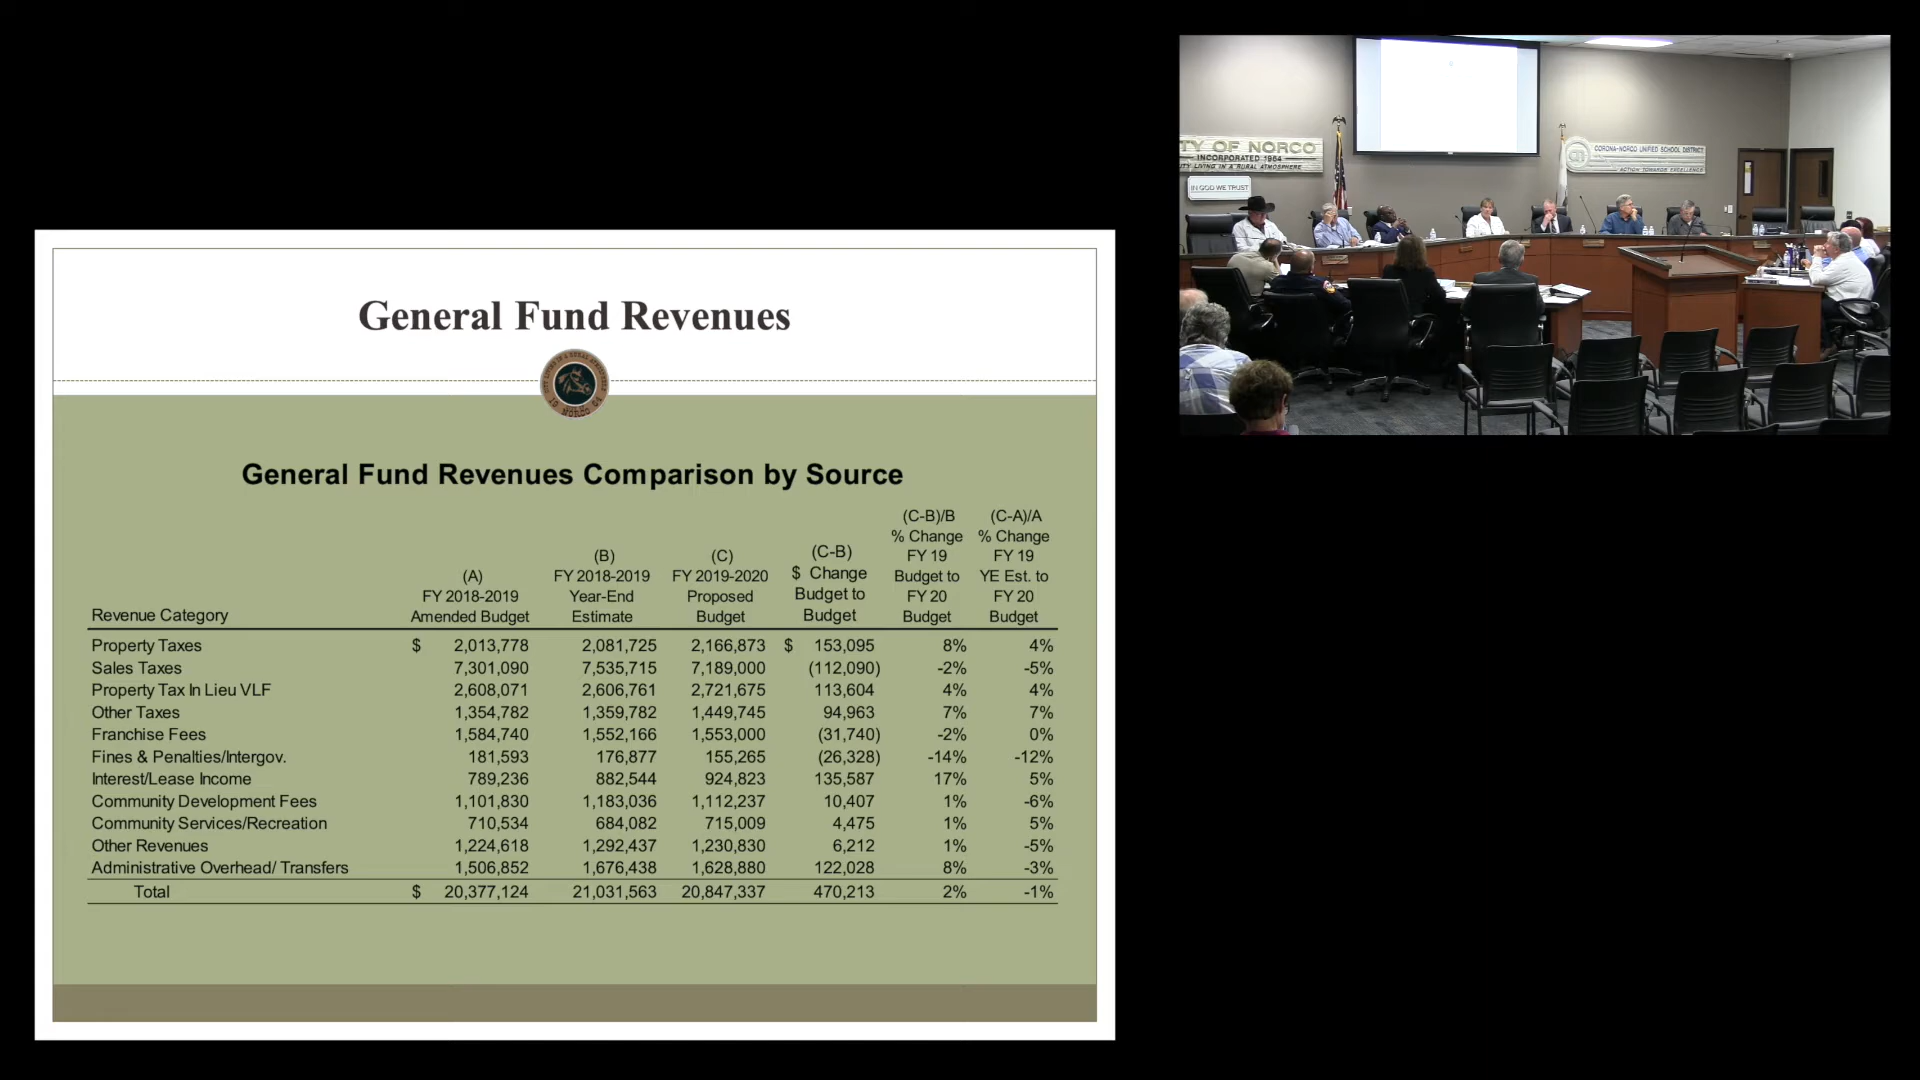 General Fund Revenues
NORCO
General Fund Revenues Comparison by Source
(C-B)/B (C-A)/A
% Change % Change
(B) (C) (C-B) FY 19 FY 19
(A) FY 2018-2019 FY 2019-2020 $ Change Budget to YE Est. to
FY 2018-2019 Year-End Proposed Budget to FY 20 FY 20
Revenue Category Amended Budget Estimate Budget Budget Budget Budget
Property Taxes $ 2,013,778 2,081,725 2,166,873 $ 153,095 8% 4%
Sales Taxes 7,301,090 7,535,715 7,189,000 (112,090) -2% -5%
Property Tax In Lieu VLF 2,608,071 2,606,761 2,721,675 113,604 4% 4%
Other Taxes 1,354,782 1,359,782 1,449,745 94,963 7% 7%
Franchise Fees 1,584,740 1,552,166 1,553,000 (31,740) -2% 0%
Fines & Penalties/Intergov. 181,593 176,877 155,265 (26,328) -14% -12%
Interest/Lease Income 789,236 882,544 924,823 135,587 17% 5%
Community Development Fees 1,101,830 1,183,036 1,112,237 10,407 1% -6%
Community Services/Recreation 710,534 684,082 715,009 4,475 1% 5%
Other Revenues 1,224,618 1,292,437 1,230,830 6,212 1% -5%
Administrative Overhead/ Transfers 1,506,852 1,676,438 1,628,880 122,028 8% -3%
Total $ 20,377,124 21,031,563 20,847,337 470,213 2% -1%
TY OF NORCO
INCORPORATED 1964
TY LIVING IN A RURAL ATMOSPHERE
IN GOD WE TRUST
CORONA-NORCO UNIFIED SCHOOL DISTRICT
ACTION TOWARDS EXCELLENCE